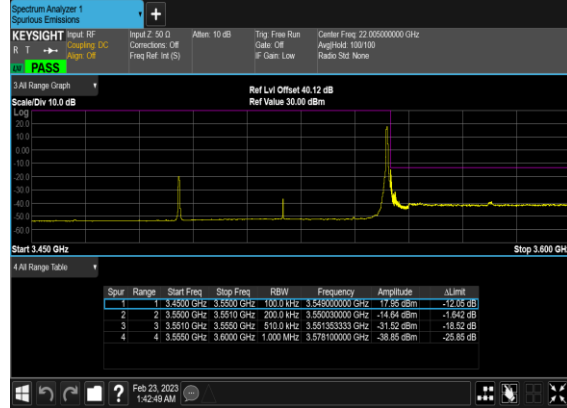 Spectrum Analyzer 1
Spurious Emissions
+
KEYSIGHT Input: RF Input Z: 50 Ω Atten: 10 dB Trig: Free Run Center Freq: 22.005000000 GHz
R T Coupling: DC Corrections: Off Gate: Off Avg|Hold: 100/100
Align: Off Freq Ref: Int (S) IF Gain: Low Radio Std: None
PASS
3 All Range Graph Ref Lvl Offset 40.12 dB
Scale/Div 10.0 dB Ref Value 30.00 dBm
Log
20.0
10.0
0.00
-10.0
-20.0
-30.0
-40.0
-50.0
-60.0
Start 3.450 GHz Stop 3.600 GHz
4 All Range Table
Spur Range Start Freq Stop Freq RBW Frequency Amplitude ΔLimit
1 1 3.4500 GHz 3.5500 GHz 100.0 kHz 3.549000000 GHz 17.95 dBm -12.05 dB
2 2 3.5500 GHz 3.5510 GHz 200.0 kHz 3.550030000 GHz -14.64 dBm -1.642 dB
3 3 3.5510 GHz 3.5550 GHz 510.0 kHz 3.551353333 GHz -31.52 dBm -18.52 dB
4 4 3.5550 GHz 3.6000 GHz 1.000 MHz 3.578100000 GHz -38.85 dBm -25.85 dB
? Feb 23, 2023
1:42:49 AM